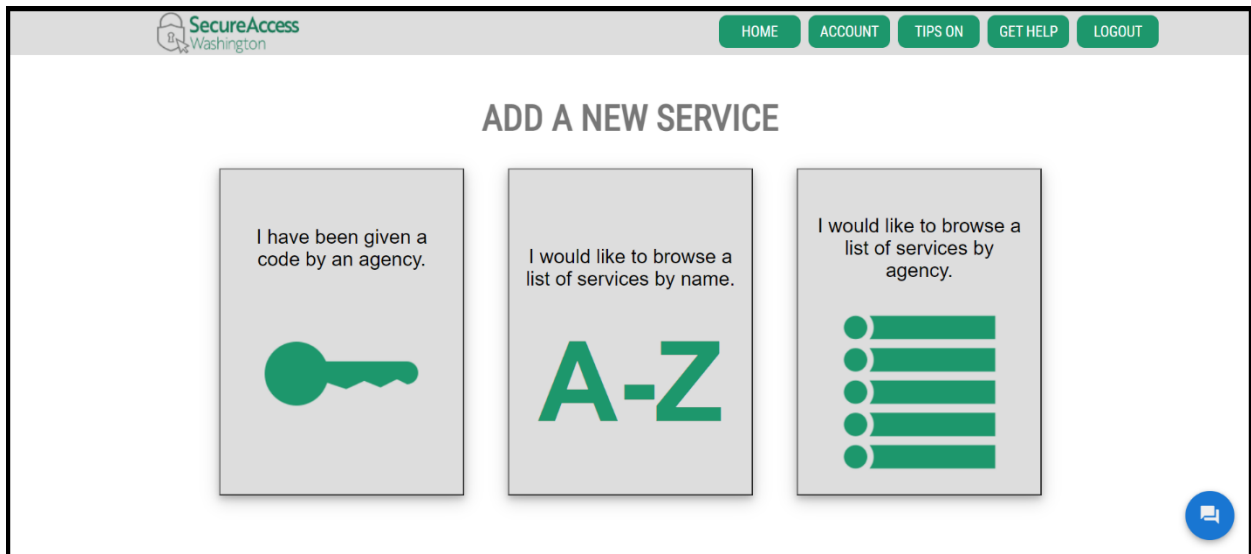 SecureAccess
Washington
HOME
ACCOUNT
TIPS ON
GET HELP
LOGOUT
ADD A NEW SERVICE
I have been given a
code by an agency.
I would like to browse a
list of services by name.
A-Z
I would like to browse a
list of services by
agency.